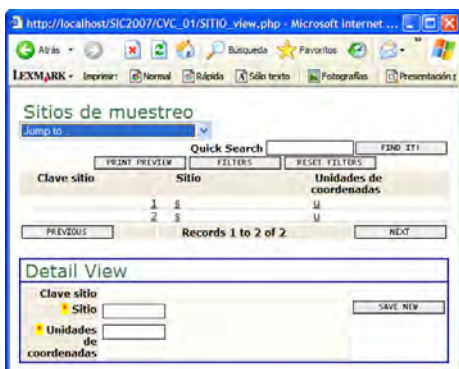 http://localhost/SIC2007/CVC_01/SITIO_view.php - Microsoft Internet ...
Atrás Búsqueda Favoritos
LEXMARK Imprimir: Normal Rápida Sólo texto Fotografías Presentación
Sitios de muestreo
Jump to
Quick Search FIND IT!
PRINT PREVIEW FILTERS RESET FILTERS
Clave sitio Sitio Unidades de coordenadas
1 s u
2 s u
PREVIOUS Records 1 to 2 of 2 NEXT
Detail View
Clave sitio
* Sitio SAVE NEW
* Unidades
de
coordenadas